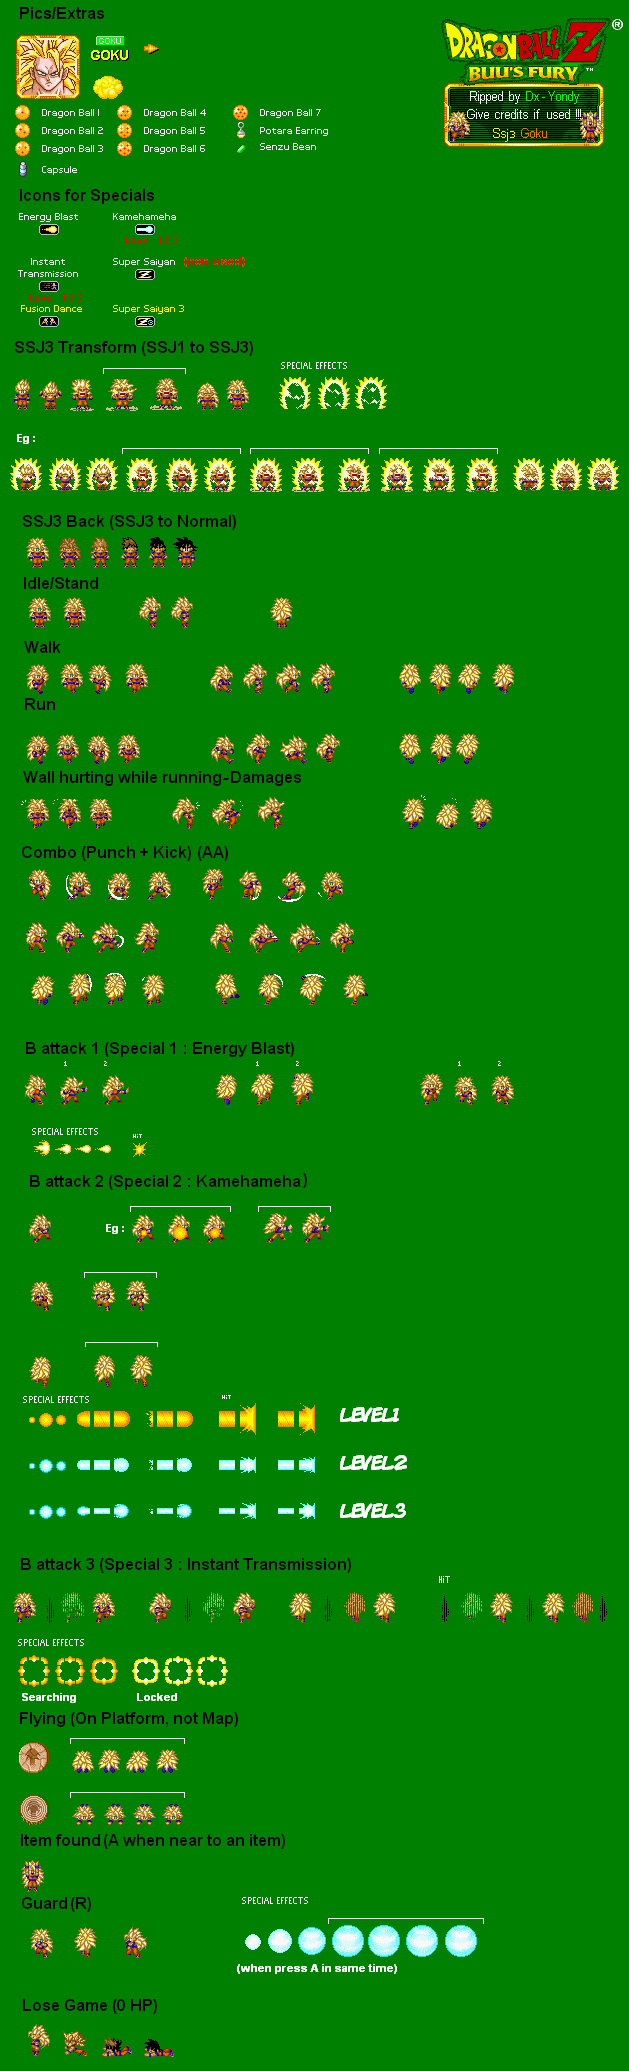 Pics/Extras
GOKU
GOKU
DRAGON BALL Z ®
BUU'S FURY ™
Ripped by Dx-Yondy
Give credits if used !!!
Ssj3 Goku
Dragon Ball 1
Dragon Ball 4
Dragon Ball 7
Dragon Ball 2
Dragon Ball 5
Potara Earring
Dragon Ball 3
Dragon Ball 6
Senzu Bean
Capsule
Icons for Specials
Energy Blast
Kamehameha
Instant
Transmission
Super Saiyan
Fusion Dance
Super Saiyan 3
SSJ3 Transform (SSJ1 to SSJ3)
SPECIAL EFFECTS
Eg :
SSJ3 Back (SSJ3 to Normal)
Idle/Stand
Walk
Run
Wall hurting while running-Damages
Combo (Punch + Kick) (AA)
B attack 1 (Special 1 : Energy Blast)
1 2
1 2
1 2
SPECIAL EFFECTS
HIT
B attack 2 (Special 2 : Kamehameha)
Eg :
SPECIAL EFFECTS
HIT
LEVEL1
LEVEL2
LEVEL3
B attack 3 (Special 3 : Instant Transmission)
HIT
SPECIAL EFFECTS
Searching
Locked
Flying (On Platform, not Map)
Item found (A when near to an item)
Guard (R)
SPECIAL EFFECTS
(when press A in same time)
Lose Game (0 HP)